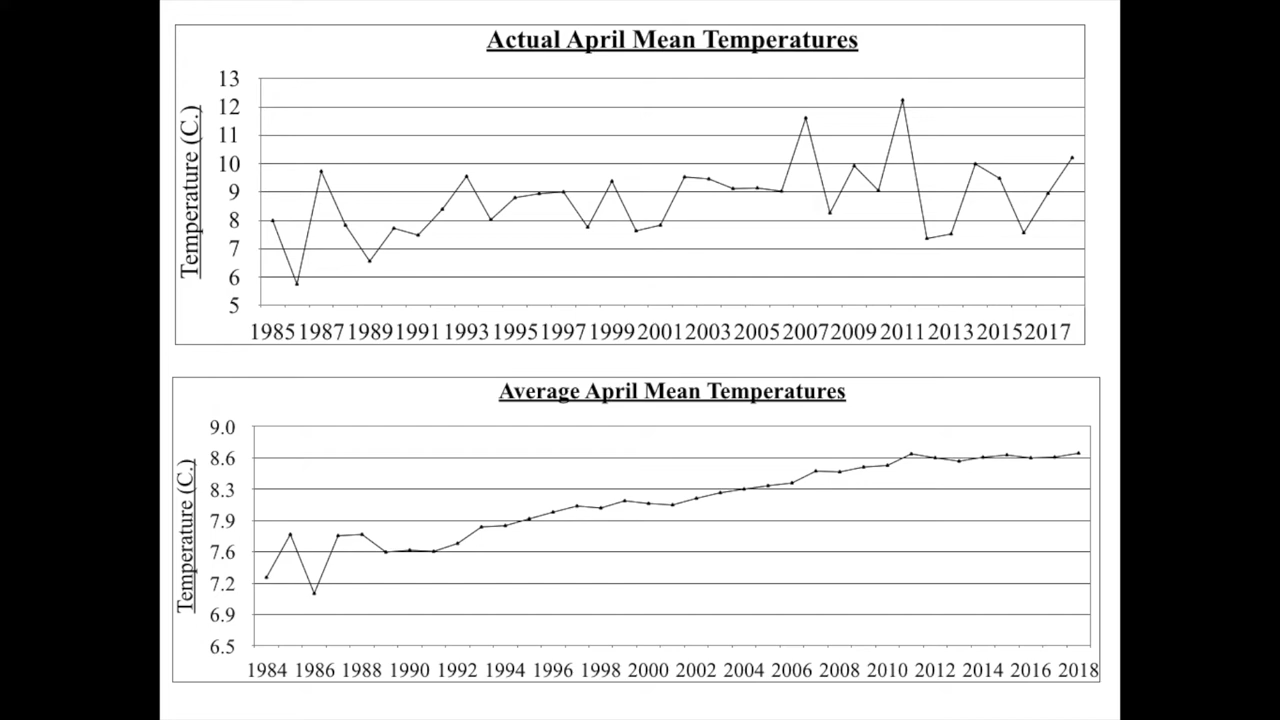 Actual April Mean Temperatures
Temperature (C.)
13
12
11
10
9
8
7
6
5
1985 1987 1989 1991 1993 1995 1997 1999 2001 2003 2005 2007 2009 2011 2013 2015 2017
Average April Mean Temperatures
Temperature (C.)
9.0
8.6
8.3
7.9
7.6
7.2
6.9
6.5
1984 1986 1988 1990 1992 1994 1996 1998 2000 2002 2004 2006 2008 2010 2012 2014 2016 2018